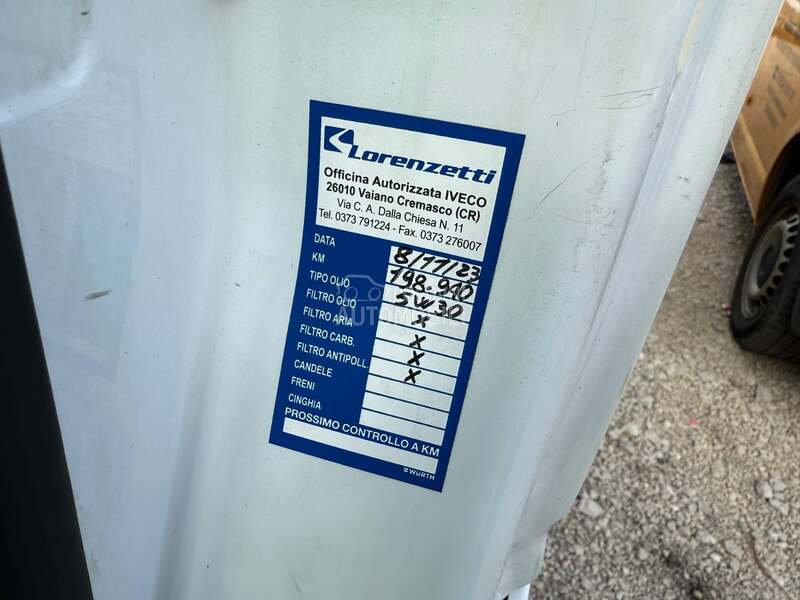 Lorenzetti
Officina Autorizzata IVECO
26010 Vaiano Cremasco (CR)
Via C. A. Dalla Chiesa N. 11
Tel. 0373 791224 - Fax. 0373 276007
DATA 8/11/23
KM 198.910
TIPO OLIO 5W30
FILTRO OLIO X
FILTRO ARIA X
FILTRO CARB. X
FILTRO ANTIPOLL. X
CANDELE
FRENI
CINGHIA
PROSSIMO CONTROLLO A KM
WÜRTH